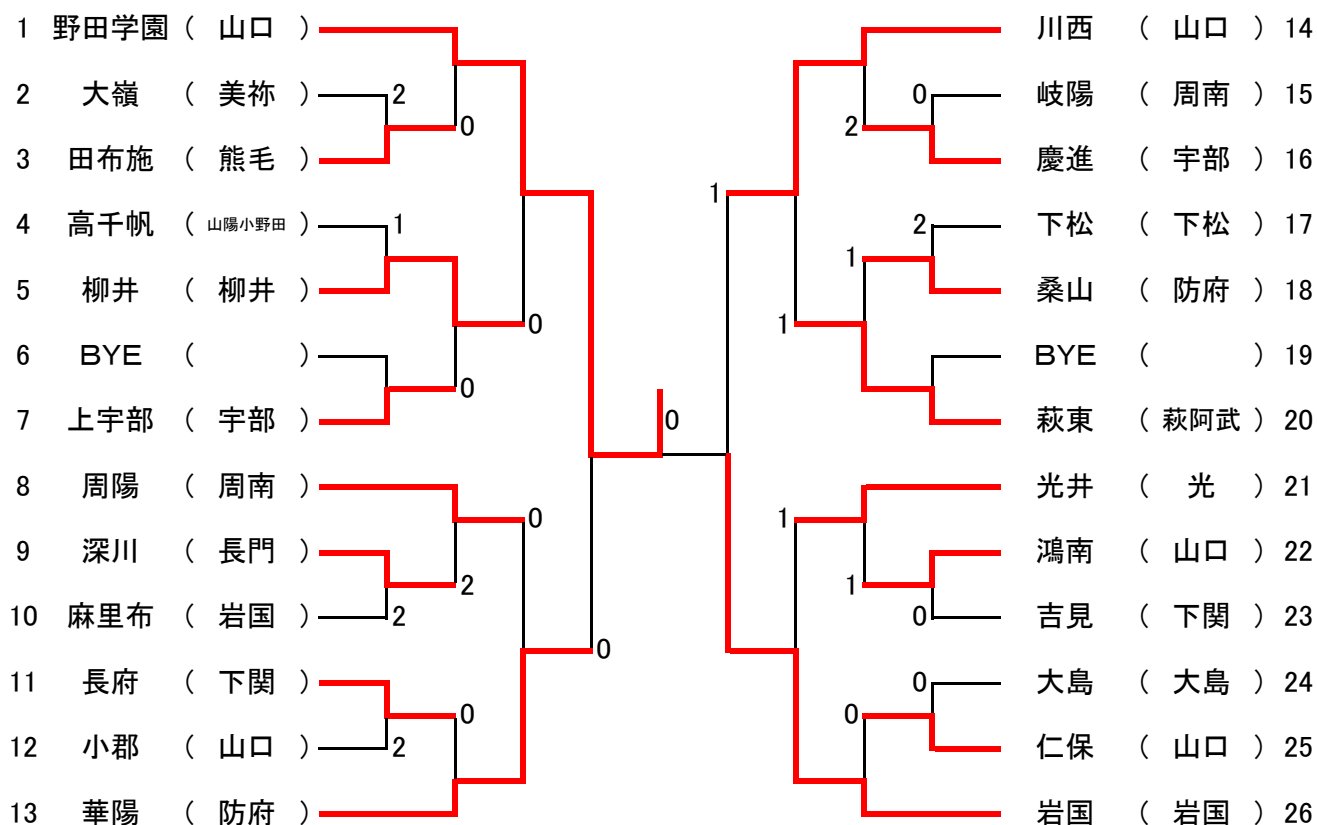 1 野田学園 ( 山口 )
2 大嶺 ( 美祢 ) 2
0
3 田布施 ( 熊毛 )
4 高千帆 ( 山陽小野田 ) 1
5 柳井 ( 柳井 )
0
6 BYE ( )
0
7 上宇部 ( 宇部 )
8 周陽 ( 周南 )
0
9 深川 ( 長門 )
2
10 麻里布 ( 岩国 ) 2
0
11 長府 ( 下関 )
0
12 小郡 ( 山口 ) 2
13 華陽 ( 防府 )
0
川西 ( 山口 ) 14
0 岐陽 ( 周南 ) 15
2
慶進 ( 宇部 ) 16
1
2 下松 ( 下松 ) 17
1
桑山 ( 防府 ) 18
1
BYE ( ) 19
萩東 ( 萩阿武 ) 20
光井 ( 光 ) 21
1
鴻南 ( 山口 ) 22
1
0 吉見 ( 下関 ) 23
0 大島 ( 大島 ) 24
0
仁保 ( 山口 ) 25
岩国 ( 岩国 ) 26